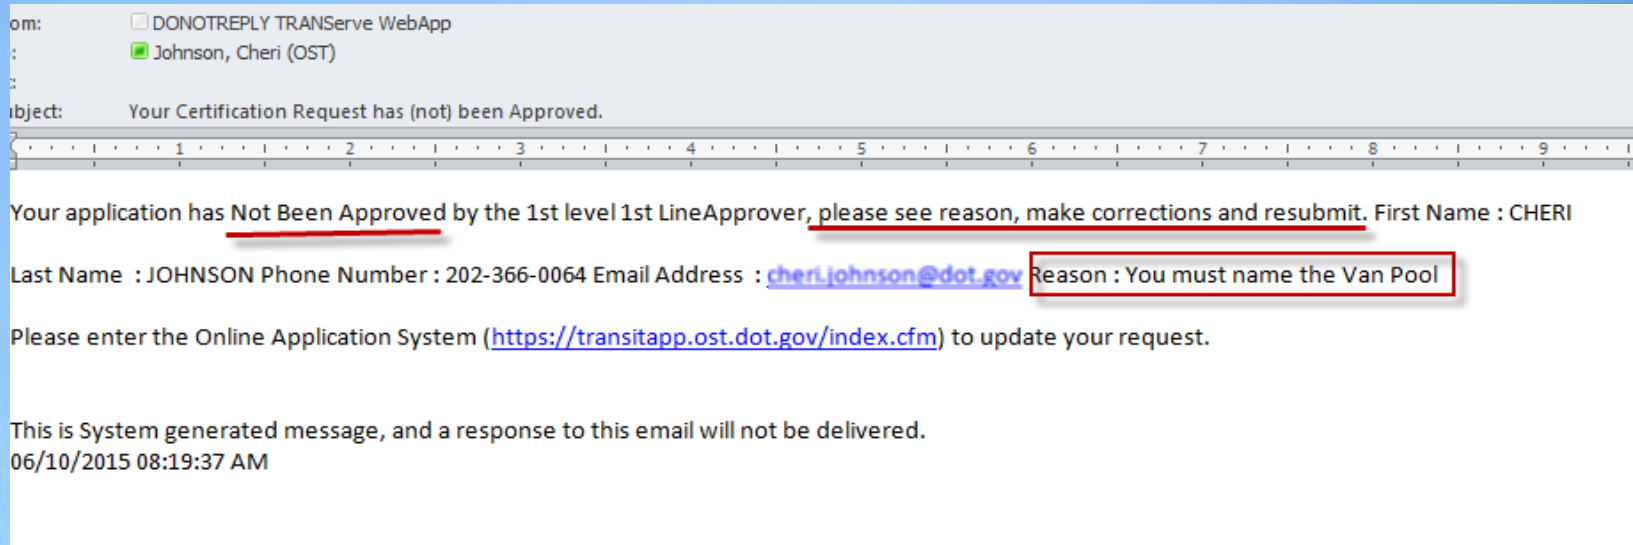 om: DONOTREPLY TRANServe WebApp
: Johnson, Cheri (OST)
:
bject: Your Certification Request has (not) been Approved.
1 2 3 4 5 6 7 8 9
Your application has Not Been Approved by the 1st level 1st LineApprover, please see reason, make corrections and resubmit. First Name : CHERI
Last Name : JOHNSON Phone Number : 202-366-0064 Email Address : cheri.johnson@dot.gov Reason : You must name the Van Pool
Please enter the Online Application System (https://transitapp.ost.dot.gov/index.cfm) to update your request.
This is System generated message, and a response to this email will not be delivered.
06/10/2015 08:19:37 AM